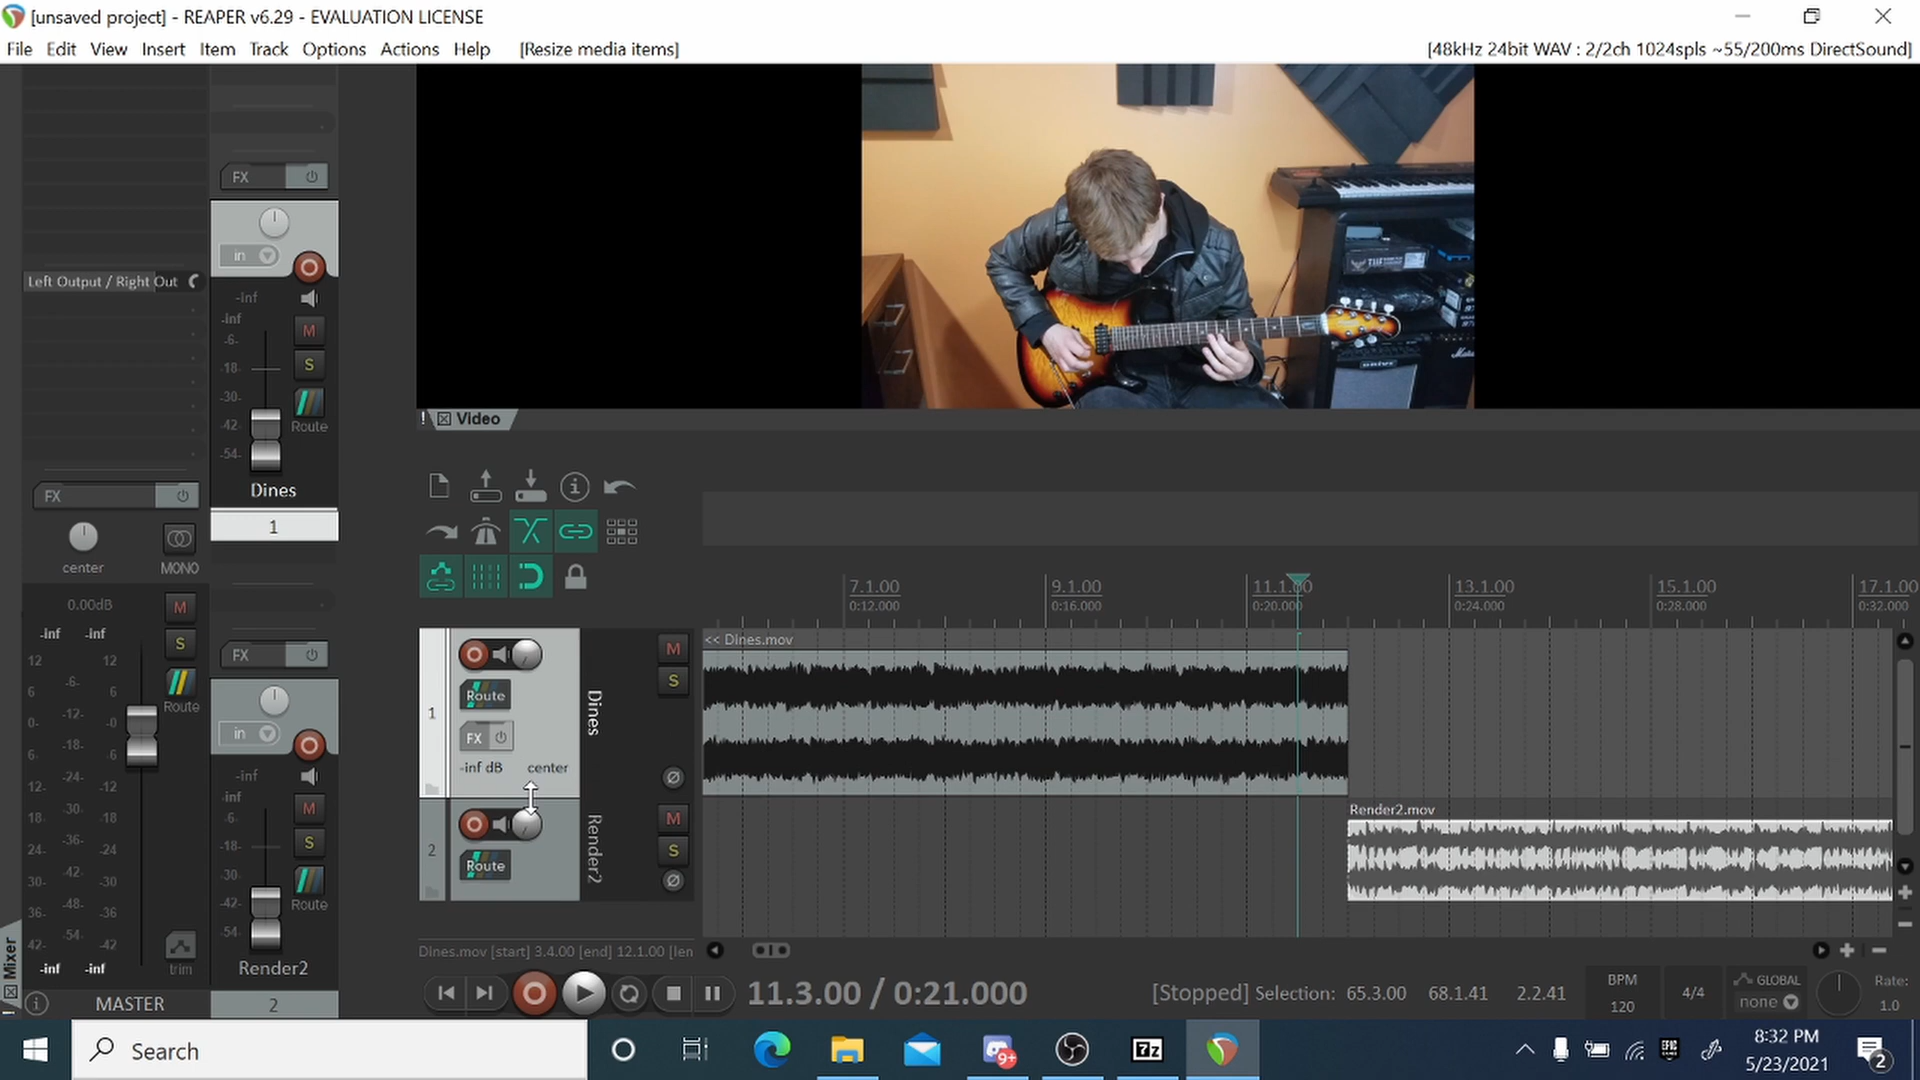 [unsaved project] - REAPER v6.29 - EVALUATION LICENSE
File Edit View Insert Item Track Options Actions Help [Resize media items] [48kHz 24bit WAV : 2/2ch 1024spls ~55/200ms DirectSound]
FX
in
Left Output / Right Out
-inf
-inf
-6-
-18-
-30-
-42-
-54-
M
S
Route
Dines
1
FX
center
MONO
0.00dB
M
-inf -inf
S
12 12
6 -6- 6
0- -12- -0
6- -18- -6
12- -24- -12
18- -30- -18
24- -36- -24
30- -42- -30
36- -48- -36
42- -54- -42
-inf -inf
Route
trim
MASTER
Mixer
FX
in
-inf
-inf
-6-
-18-
-30-
-42-
-54-
M
S
Route
Render2
2
! Video
7.1.00 9.1.00 11.1.00 13.1.00 15.1.00 17.1.00
0:12.000 0:16.000 0:20.000 0:24.000 0:28.000 0:32.000
1
Route
FX
-inf dB center
Dines
M
S
<< Dines.mov
2
Route
Render2
M
S
Render2.mov
Dines.mov [start] 3.4.00 [end] 12.1.00 [len
11.3.00 / 0:21.000 [Stopped] Selection: 65.3.00 68.1.41 2.2.41
BPM
120
4/4
GLOBAL
none
Rate:
1.0
Search
9+
7z
EPIC
8:32 PM
5/23/2021
2